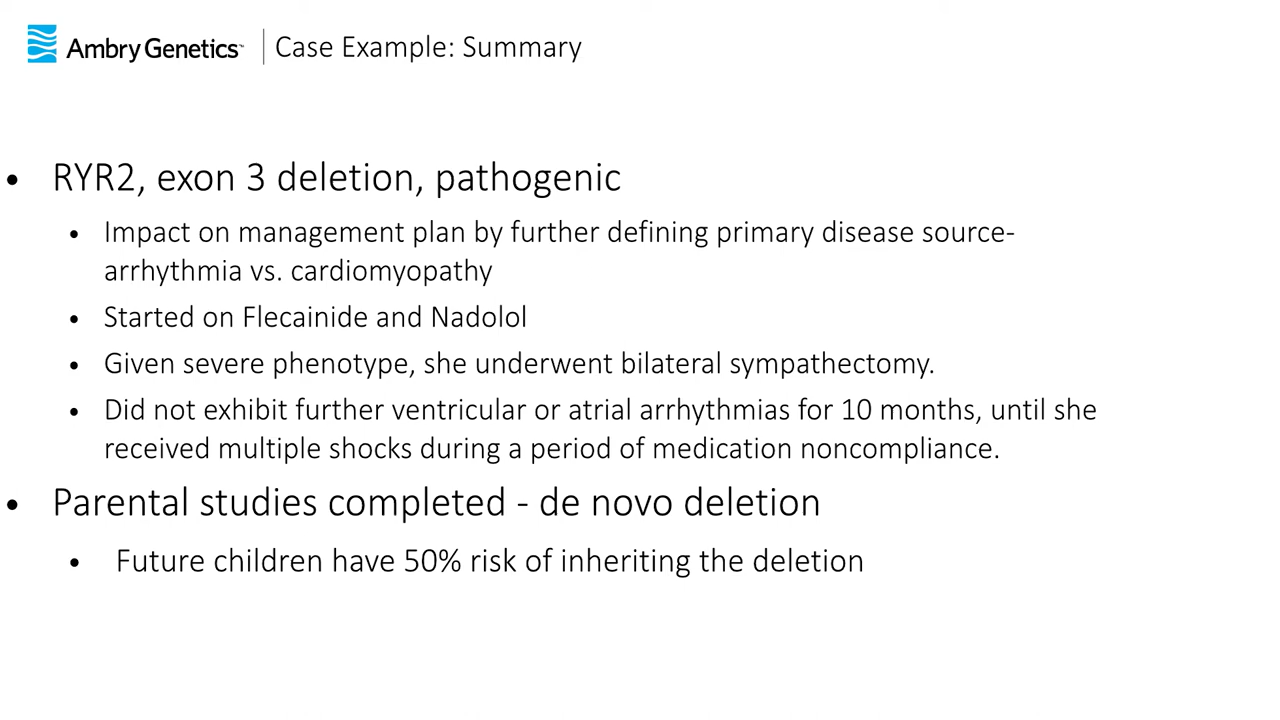 Ambry Genetics™ | Case Example: Summary
• RYR2, exon 3 deletion, pathogenic
• Impact on management plan by further defining primary disease source-
arrhythmia vs. cardiomyopathy
• Started on Flecainide and Nadolol
• Given severe phenotype, she underwent bilateral sympathectomy.
• Did not exhibit further ventricular or atrial arrhythmias for 10 months, until she
received multiple shocks during a period of medication noncompliance.
• Parental studies completed - de novo deletion
• Future children have 50% risk of inheriting the deletion